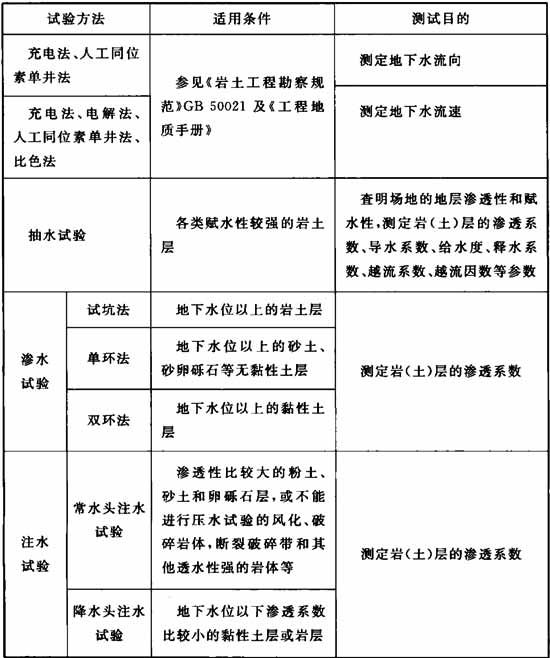 试验方法
适用条件
测试目的
充电法、人工同位
素单井法
参见《岩土工程勘察规
范》GB 50021 及《工程地
质手册》
测定地下水流向
充电法、电解法、
人工同位素单井法、
比色法
测定地下水流速
抽水试验
各类赋水性较强的岩土
层
查明场地的地层渗透性和赋
水性,测定岩(土)层的渗透系
数、导水系数、给水度、释水系
数、越流系数、越流因数等参数
渗水
试验
试坑法
地下水位以上的岩土层
测定岩(土)层的渗透系数
单环法
地下水位以上的砂土、
砂卵砾石等无黏性土层
双环法
地下水位以上的黏性土
层
注水
试验
常水头注水
试验
渗透性比较大的粉土、
砂土和卵砾石层,或不能
进行压水试验的风化、破
碎岩体,断裂破碎带和其
他透水性强的岩体等
测定岩(土)层的渗透系数
降水头注水
试验
地下水位以下渗透系数
比较小的黏性土层或岩层